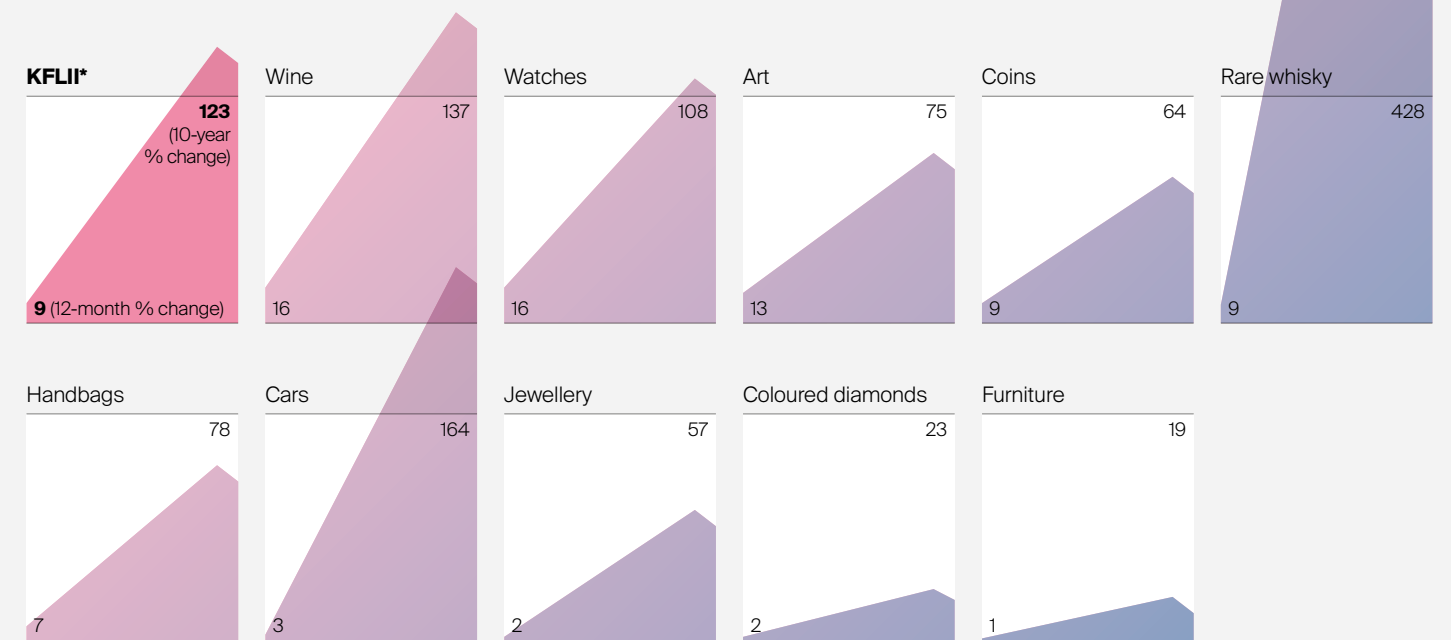 KFLII*
123
(10-year
% change)
9 (12-month % change)
Wine
137
16
Watches
108
16
Art
75
13
Coins
64
9
Rare whisky
428
9
Handbags
78
7
Cars
164
3
Jewellery
57
2
Coloured diamonds
23
2
Furniture
19
1